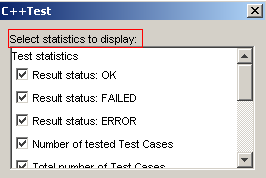 C++Test
Select statistics to display:
Test statistics
Result status: OK
Result status: FAILED
Result status: ERROR
Number of tested Test Cases
Total number of Test Cases